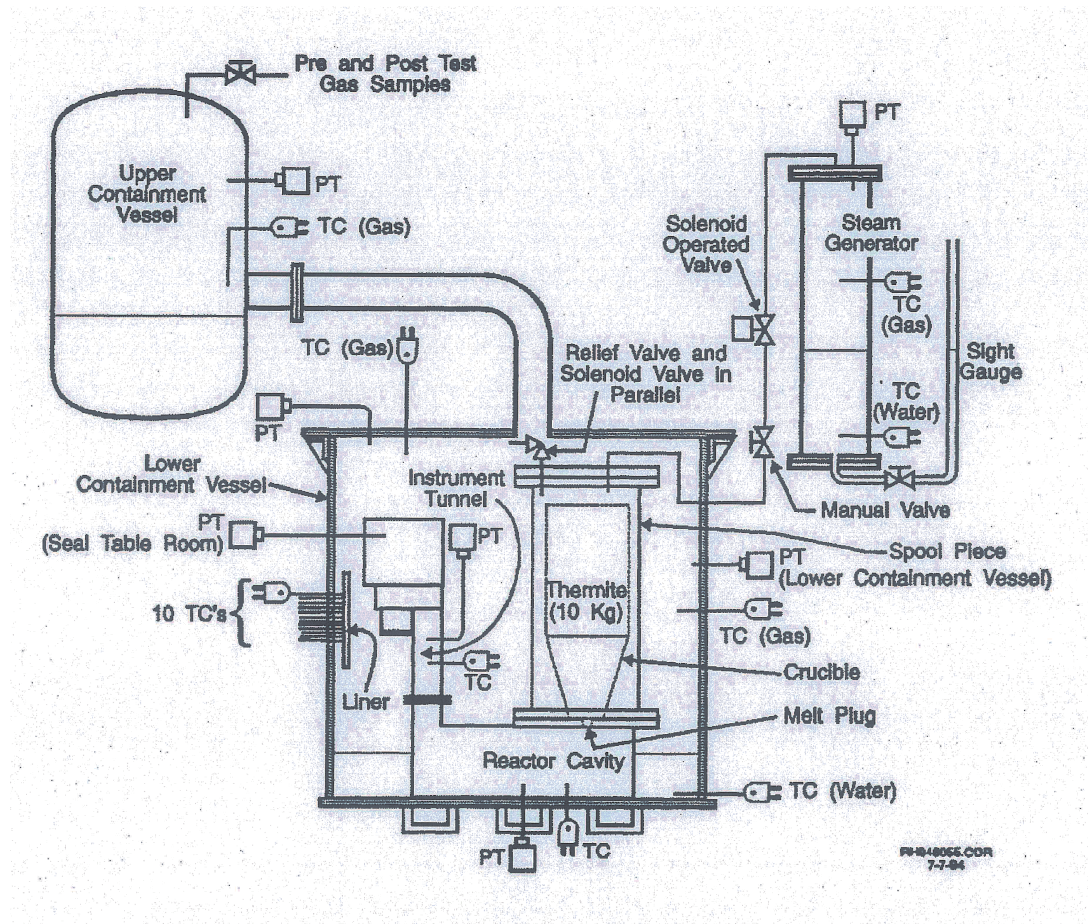 Pre and Post Test
Gas Samples
PT
Upper
Containment
Vessel
PT
TC (Gas)
Solenoid
Operated
Valve
Steam
Generator
TC
(Gas)
TC (Gas)
Relief Valve and
Solenoid Valve in
Parallel
Sight
Gauge
TC
(Water)
PT
Lower
Containment Vessel
Instrument
Tunnel
Manual Valve
PT
(Seal Table Room)
PT
Spool Piece
PT
(Lower Containment Vessel)
10 TC's
Thermite
(10 Kg)
TC (Gas)
TC
Liner
Crucible
Melt Plug
Reactor Cavity
TC (Water)
PT
TC
7-7-94